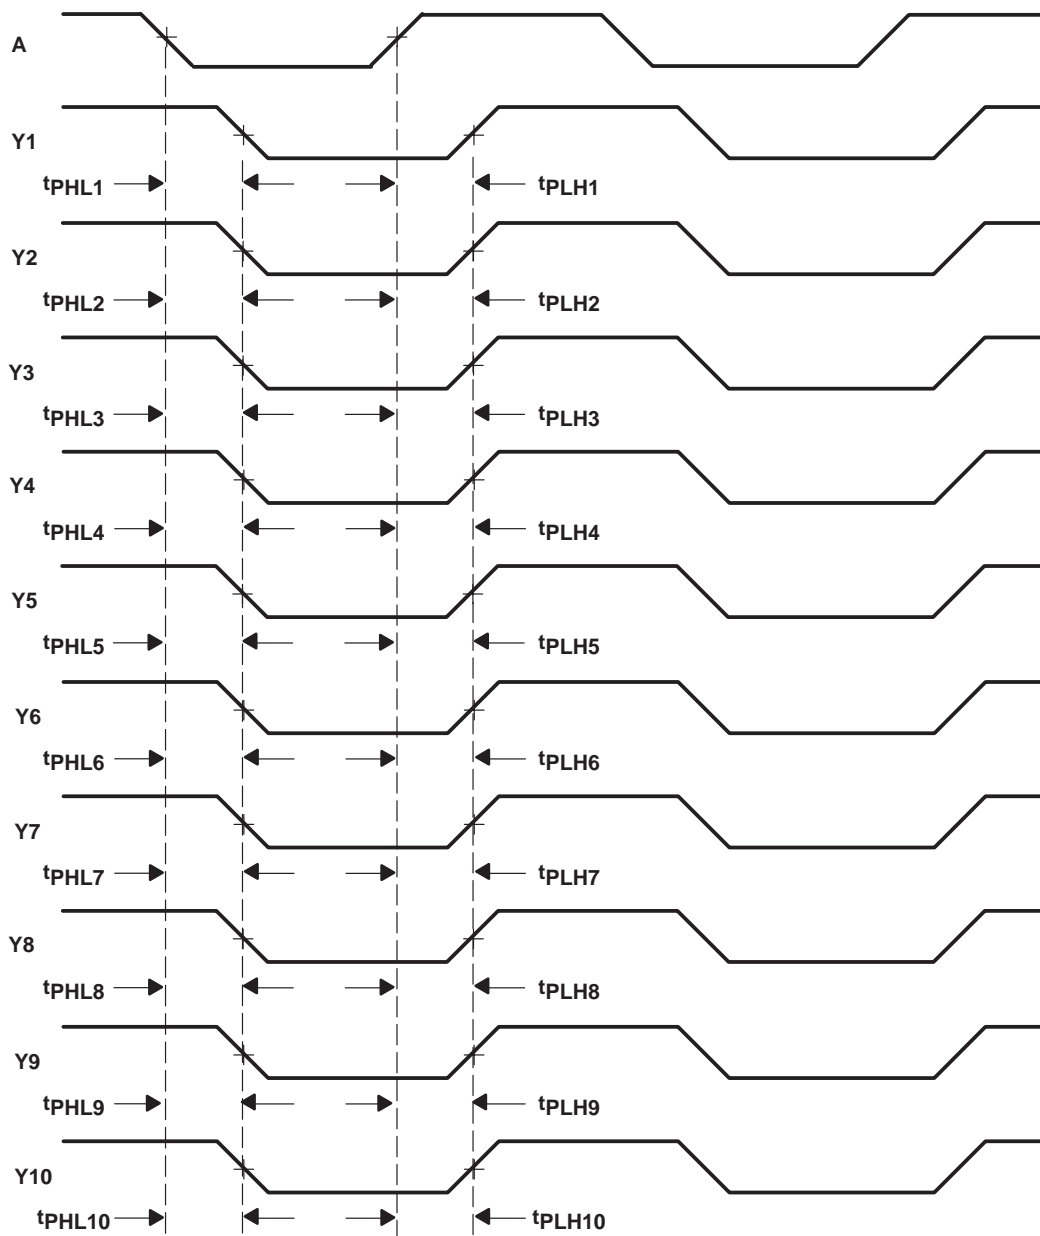 A
Y1
tPHL1 tPLH1
Y2
tPHL2 tPLH2
Y3
tPHL3 tPLH3
Y4
tPHL4 tPLH4
Y5
tPHL5 tPLH5
Y6
tPHL6 tPLH6
Y7
tPHL7 tPLH7
Y8
tPHL8 tPLH8
Y9
tPHL9 tPLH9
Y10
tPHL10 tPLH10